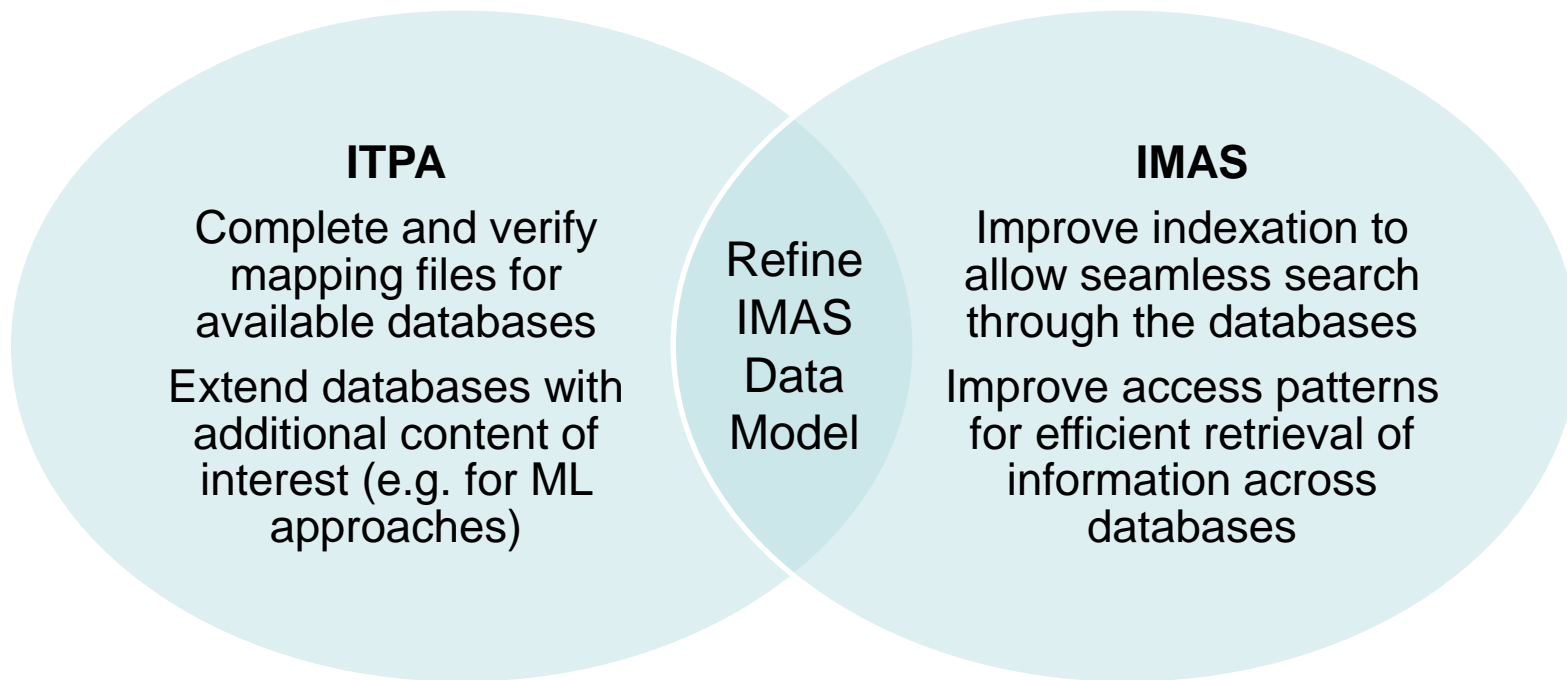 ITPA
Complete and verify
mapping files for
available databases
Extend databases with
additional content of
interest (e.g. for ML
approaches)
Refine
IMAS
Data
Model
IMAS
Improve indexation to
allow seamless search
through the databases
Improve access patterns
for efficient retrieval of
information across
databases